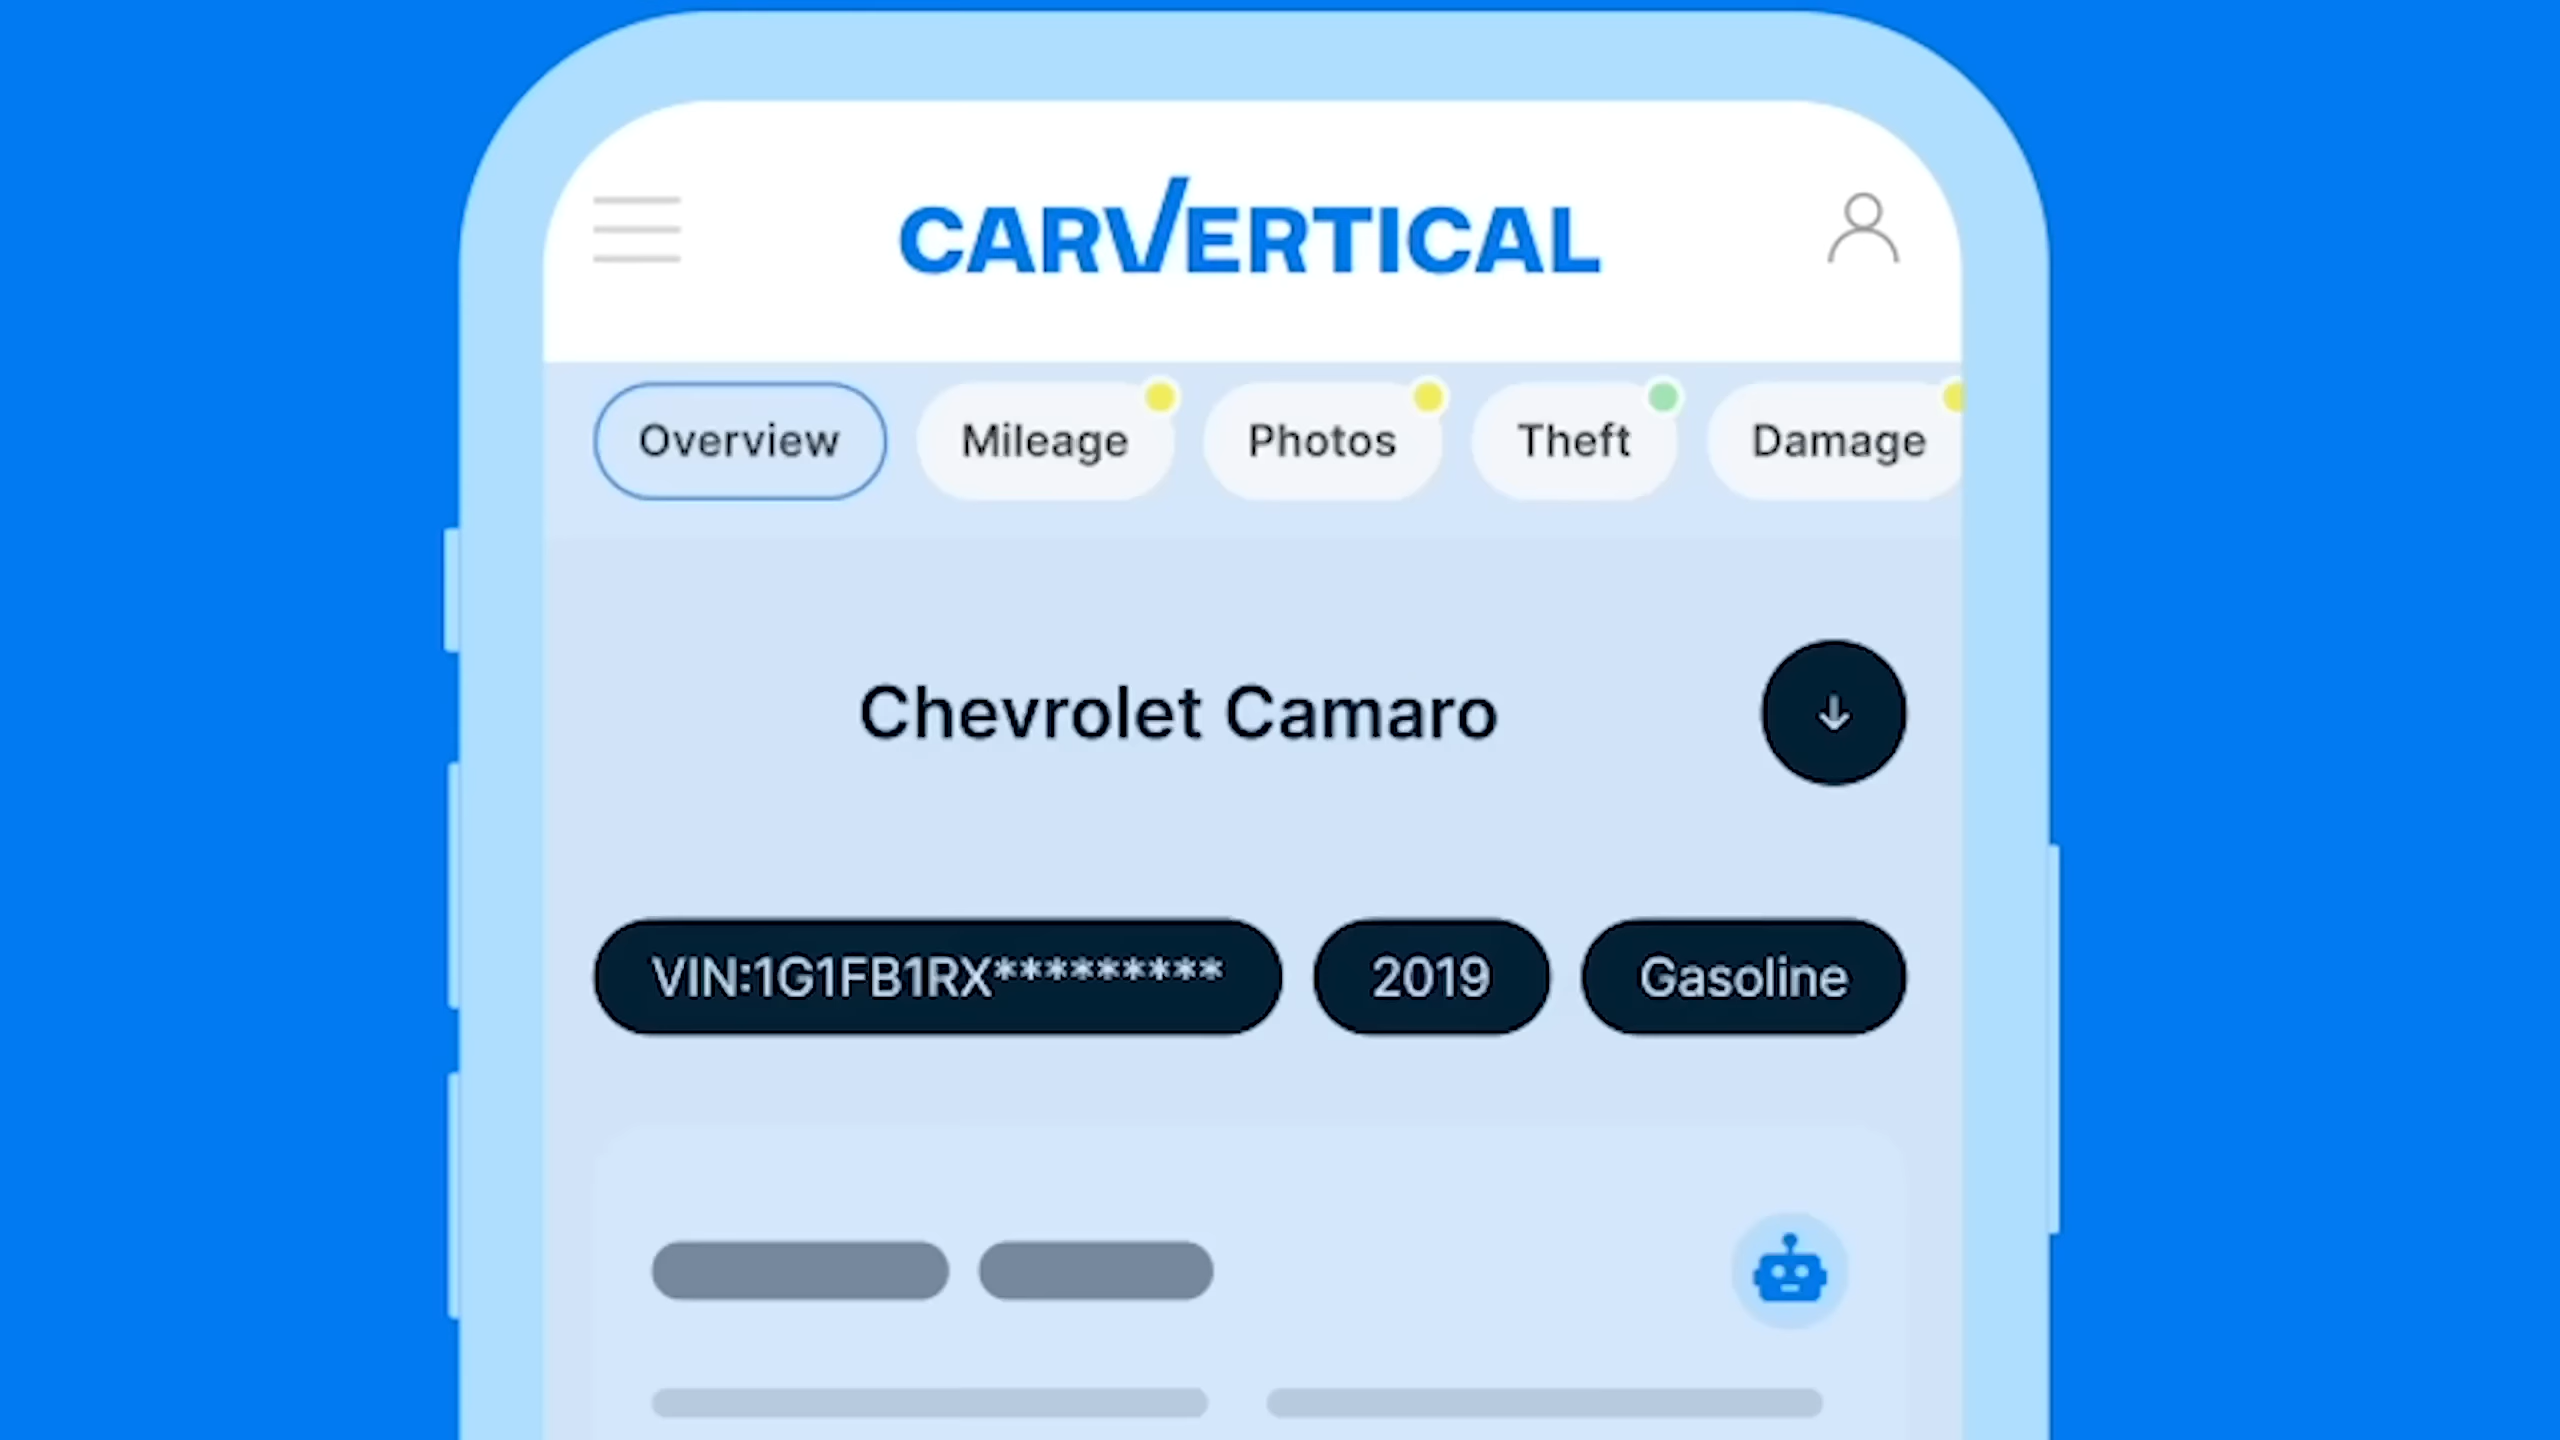 CARVERTICAL
Overview Mileage Photos Theft Damage
Chevrolet Camaro
VIN:1G1FB1RX********* 2019 Gasoline